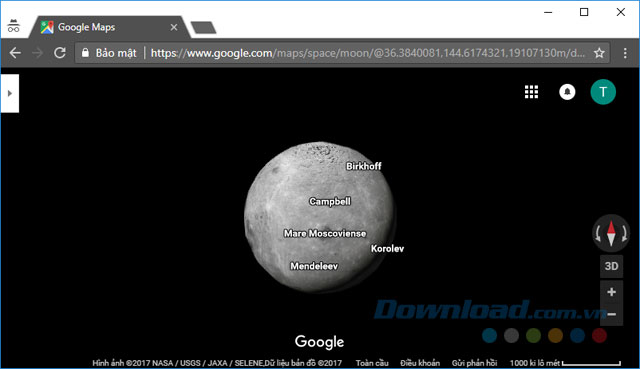 Google Maps
Bảo mật https://www.google.com/maps/space/moon/@36.3840081,144.6174321,19107130m/d...
T
Birkhoff
Campbell
Mare Moscoviense
Korolev
Mendeleev
3D
Download.com.vn
Google
Hình ảnh ©2017 NASA / USGS / JAXA / SELENE,Dữ liệu bản đồ ©2017 Toàn cầu Điều khoản Gửi phản hồi 1000 ki lô mét